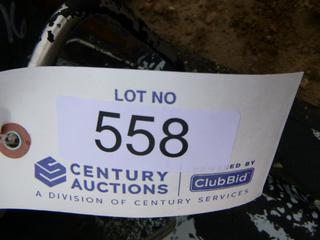 LOT NO
558
CENTURY
AUCTIONS
ClubBid
A DIVISION OF CENTURY SERVICES